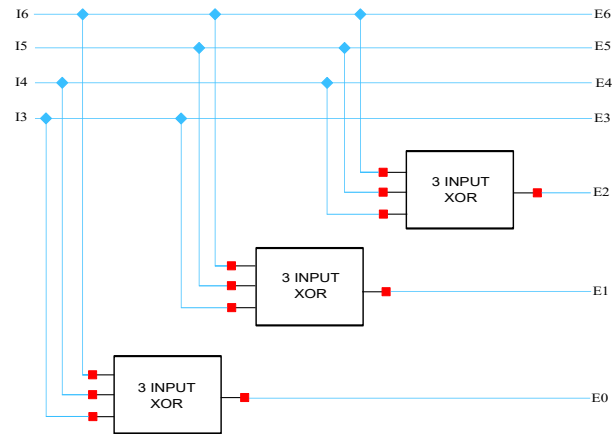 I6 E6
I5 E5
I4 E4
I3 E3
3 INPUT
XOR
E2
3 INPUT
XOR
E1
3 INPUT
XOR
E0